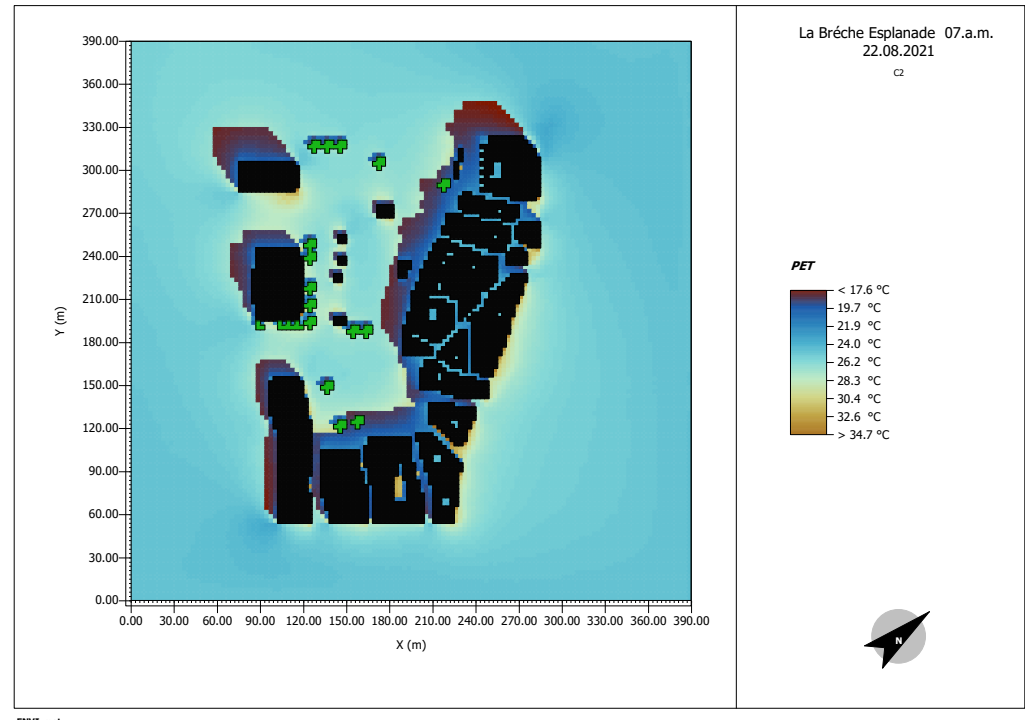 La Bréche Esplanade 07.a.m.
22.08.2021
C2
390.00
360.00
330.00
300.00
270.00
240.00
210.00
180.00
150.00
120.00
90.00
60.00
30.00
0.00
Y (m)
0.00 30.00 60.00 90.00 120.00 150.00 180.00 210.00 240.00 270.00 300.00 330.00 360.00 390.00
X (m)
PET
< 17.6 °C
19.7 °C
21.9 °C
24.0 °C
26.2 °C
28.3 °C
30.4 °C
32.6 °C
> 34.7 °C
N